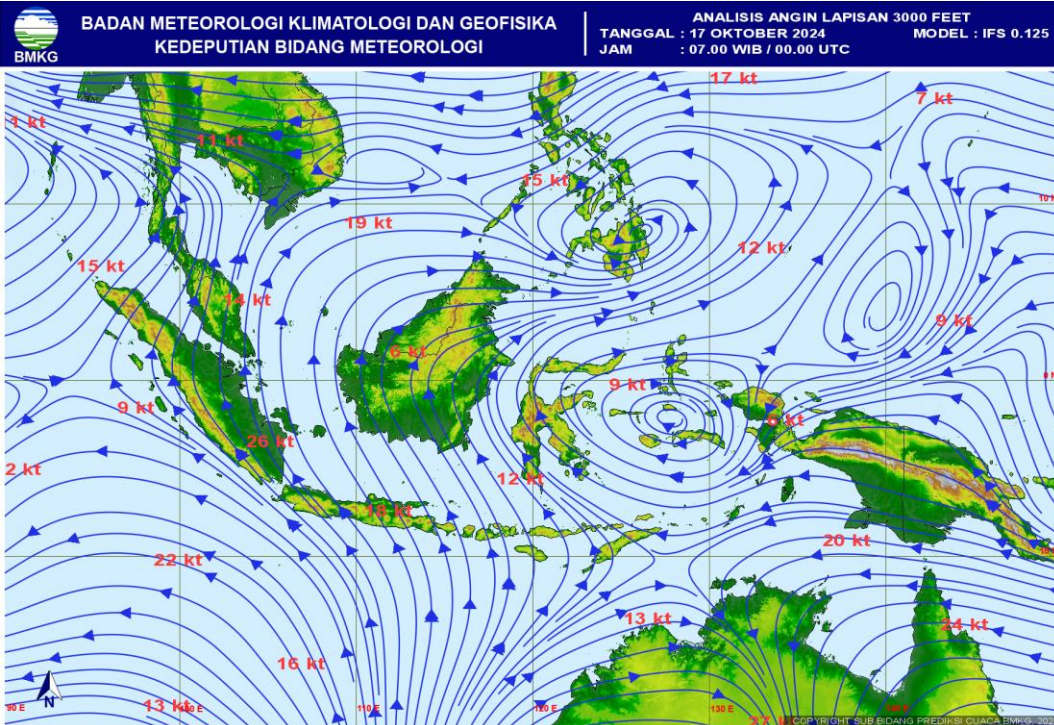 BADAN METEOROLOGI KLIMATOLOGI DAN GEOFISIKA
KEDEPUTIAN BIDANG METEOROLOGI
BMKG
ANALISIS ANGIN LAPISAN 3000 FEET
TANGGAL : 17 OKTOBER 2024 MODEL : IFS 0.125
JAM : 07.00 WIB / 00.00 UTC
17 kt
7 kt
1 kt
11 kt
15 kt
10 N
19 kt
12 kt
15 kt
14 kt
9 kt
6 kt
0 N
9 kt
9 kt
6 kt
26 kt
2 kt
12 kt
18 kt
20 kt
22 kt
13 kt
24 kt
16 kt
N
90 E
13 kt
110 E
120 E
130 E
COPYRIGHT SUB BIDANG PREDIKSI CUACA BMKG, 20